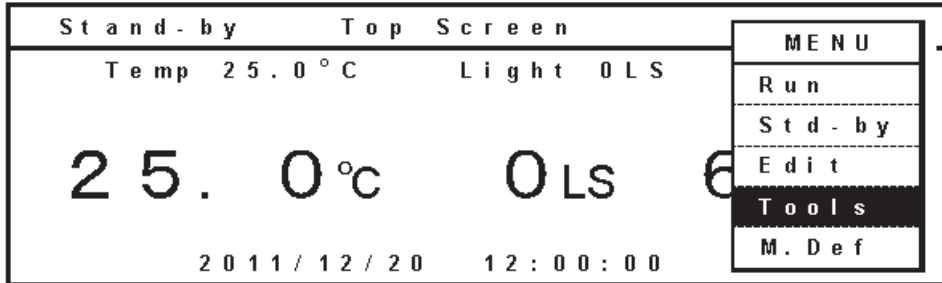 Stand-by Top Screen
Temp 25.0°C Light 0LS
25.0°C 0LS 6
2011/12/20 12:00:00
MENU
Run
Std-by
Edit
Tools
M.Def